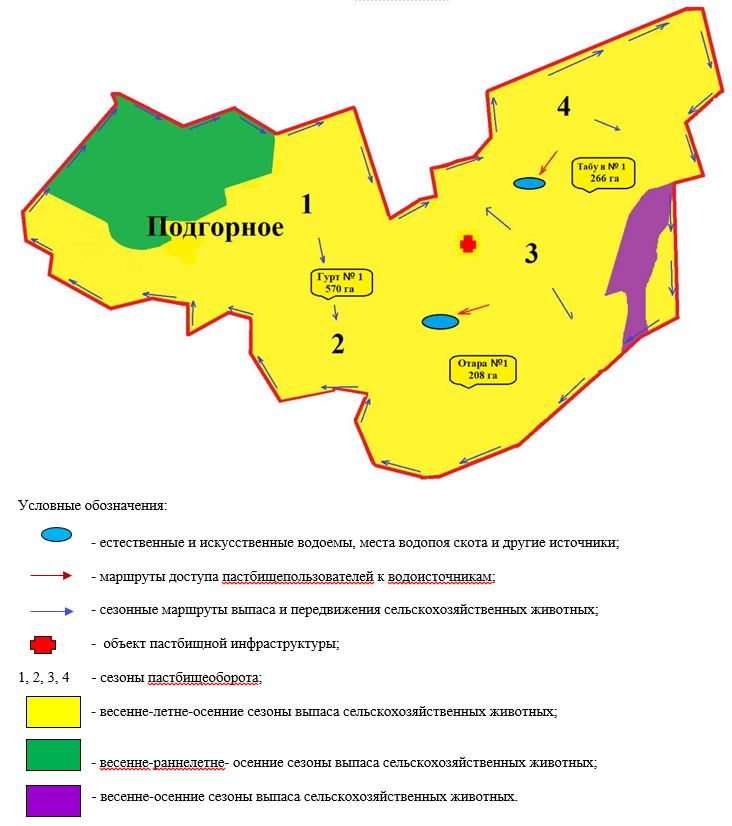 4
Табун № 1
266 га
1
Подгорное
3
Гурт № 1
570 га
2
Отара №1
208 га
Условные обозначения:
- естественные и искусственные водоемы, места водопоя скота и другие источники;
- маршруты доступа пастбищепользователей к водоисточникам;
- сезонные маршруты выпаса и передвижения сельскохозяйственных животных;
- объект пастбищной инфраструктуры;
1, 2, 3, 4 - сезоны пастбищеоборота;
- весенне-летне-осенние сезоны выпаса сельскохозяйственных животных;
- весенне-раннелетне- осенние сезоны выпаса сельскохозяйственных животных;
- весенне-осенние сезоны выпаса сельскохозяйственных животных.